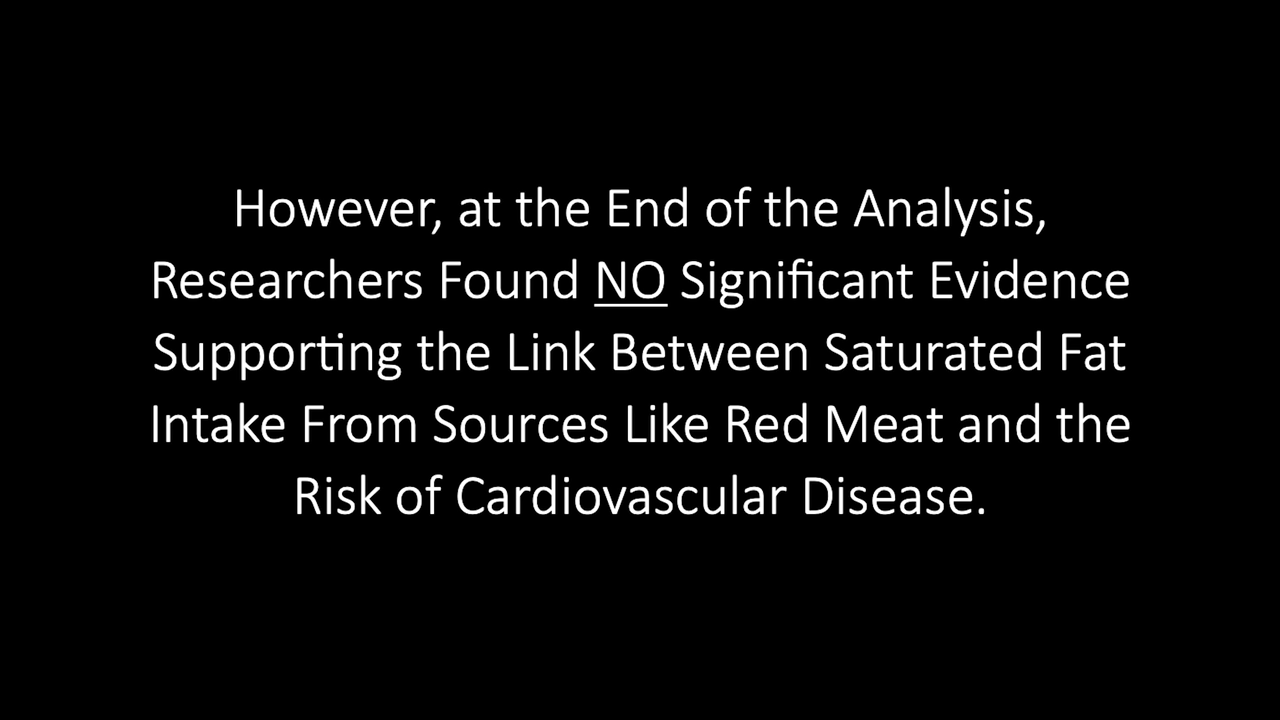 However, at the End of the Analysis,
Researchers Found NO Significant Evidence
Supporting the Link Between Saturated Fat
Intake From Sources Like Red Meat and the
Risk of Cardiovascular Disease.